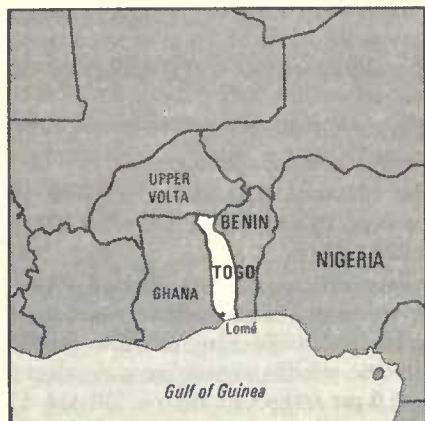 UPPER
VOLTA
BENIN
TOGO
GHANA
NIGERIA
Lomé
Gulf of Guinea